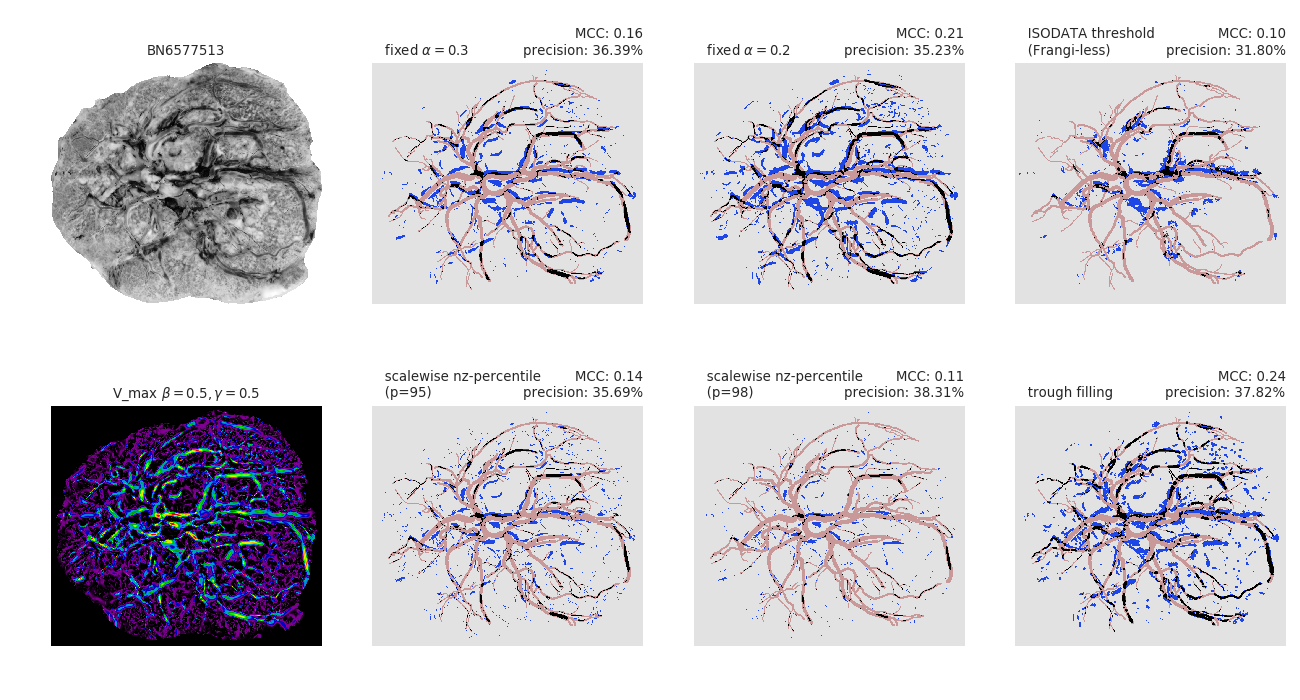 BN6577513
fixed α = 0.3
MCC: 0.16
precision: 36.39%
fixed α = 0.2
MCC: 0.21
precision: 35.23%
ISODATA threshold
(Frangi-less)
MCC: 0.10
precision: 31.80%
V_max β = 0.5, γ = 0.5
scalewise nz-percentile
(p=95)
MCC: 0.14
precision: 35.69%
scalewise nz-percentile
(p=98)
MCC: 0.11
precision: 38.31%
trough filling
MCC: 0.24
precision: 37.82%